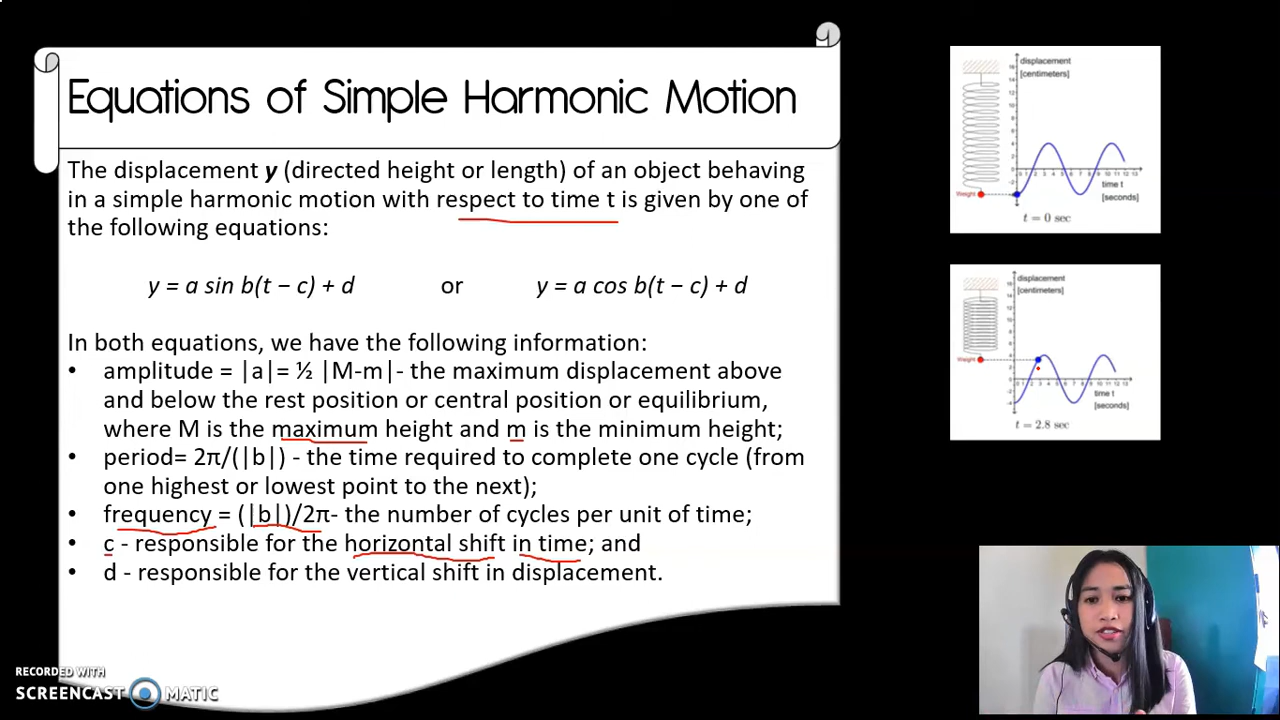 Equations of Simple Harmonic Motion
The displacement y (directed height or length) of an object behaving
in a simple harmonic motion with respect to time t is given by one of
the following equations:
y = a sin b(t − c) + d or y = a cos b(t − c) + d
In both equations, we have the following information:
• amplitude = |a|= ½ |M-m|- the maximum displacement above
and below the rest position or central position or equilibrium,
where M is the maximum height and m is the minimum height;
• period= 2π/(|b|) - the time required to complete one cycle (from
one highest or lowest point to the next);
• frequency = (|b|)/2π- the number of cycles per unit of time;
• c - responsible for the horizontal shift in time; and
• d - responsible for the vertical shift in displacement.
displacement
[centimeters]
Weight
time t
[seconds]
t = 0 sec
displacement
[centimeters]
Weight
time t
[seconds]
t = 2.8 sec
RECORDED WITH
SCREENCAST MATIC